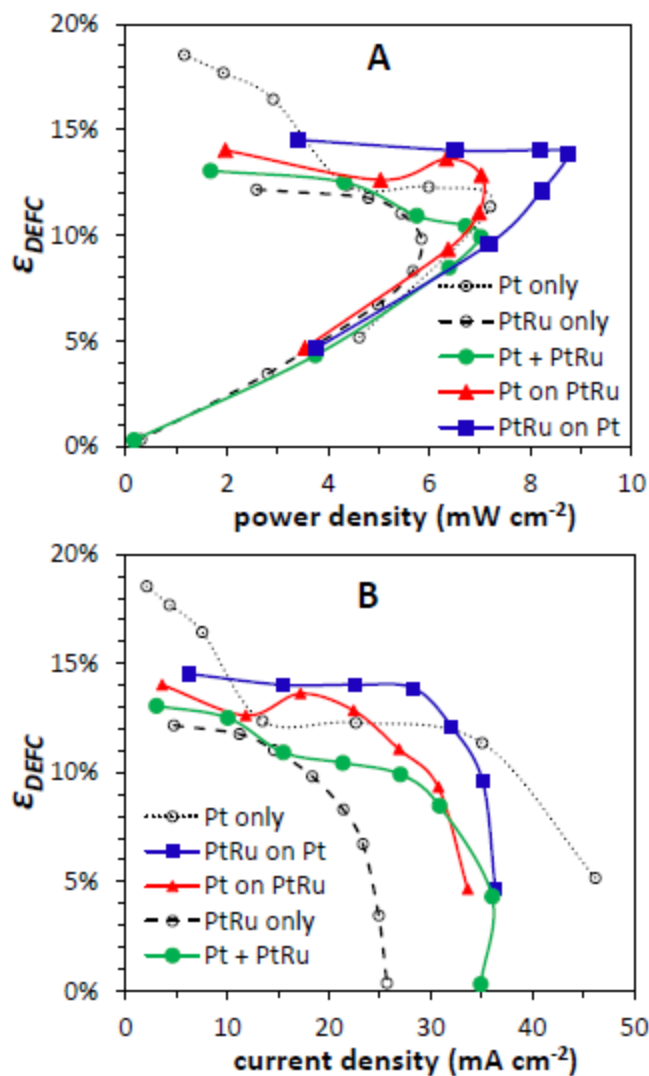 20%
A
15%
10%
5%
0%
εDEFC
Pt only
PtRu only
Pt + PtRu
Pt on PtRu
PtRu on Pt
0 2 4 6 8 10
power density (mW cm⁻²)
20%
B
15%
10%
5%
0%
εDEFC
Pt only
PtRu on Pt
Pt on PtRu
PtRu only
Pt + PtRu
0 10 20 30 40 50
current density (mA cm⁻²)